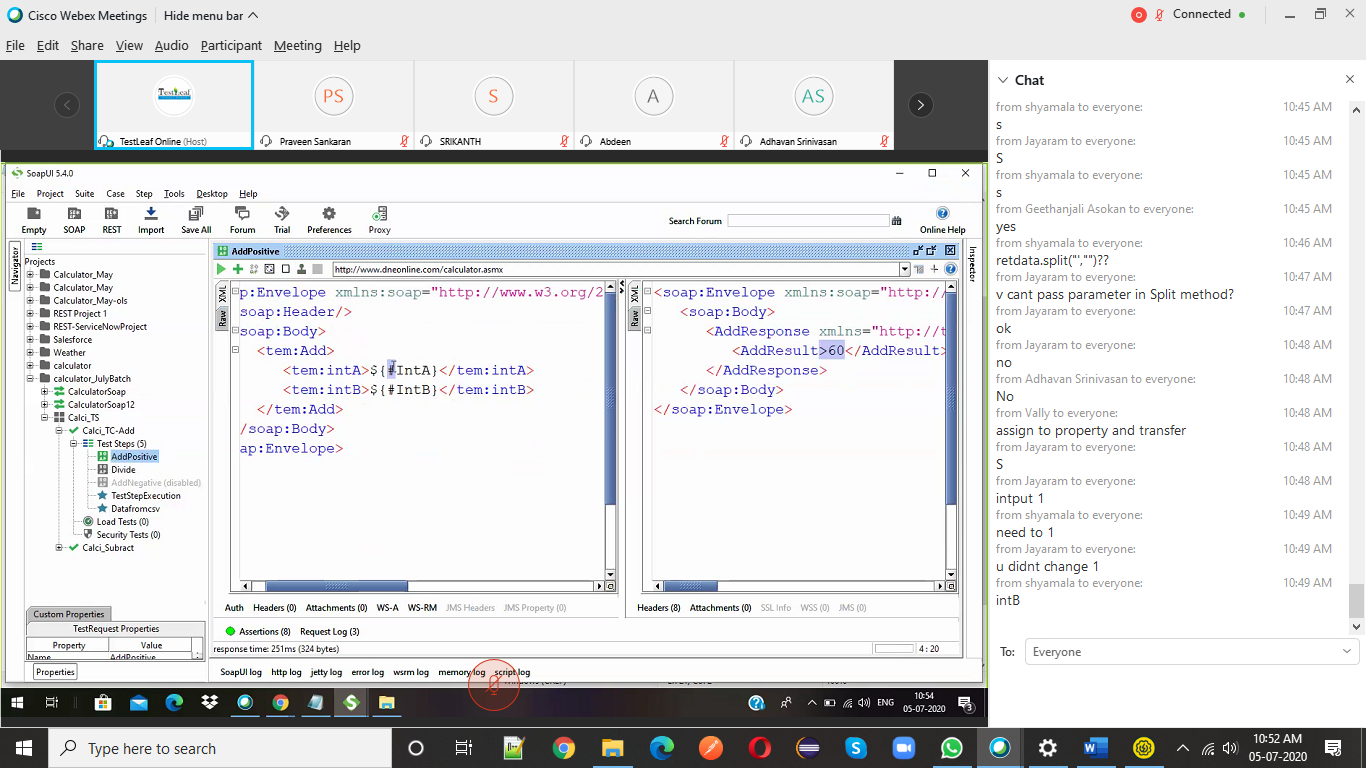 Cisco Webex Meetings
Hide menu bar
Connected
File Edit Share View Audio Participant Meeting Help
TestLeaf
PS
S
A
AS
TestLeaf Online (Host)
Praveen Sankaran
SRIKANTH
Abdeen
Adhavan Srinivasan
SoapUI 5.4.0
File Project Suite Case Step Tools Desktop Help
Empty SOAP REST Import Save All Forum Trial Preferences Proxy
Search Forum
Online Help
Navigator
Projects
Calculator_May
Calculator_May
Calculator_May-ols
REST Project 1
REST-ServiceNowProject
Salesforce
Weather
calculator
calculator_JulyBatch
CalculatorSoap
CalculatorSoap12
Calci_TS
Calci_TC-Add
Test Steps (5)
AddPositive
Divide
AddNegative (disabled)
TestStepExecution
Datafromcsv
Load Tests (0)
Security Tests (0)
Calci_Subract
Custom Properties
TestRequest Properties
Property Value
Name AddPositive
Properties
AddPositive
http://www.dneonline.com/calculator.asmx
Inspector
XML
Raw
p:Envelope xmlns:soap="http://www.w3.org/2
soap:Header/>
soap:Body>
<tem:Add>
<tem:intA>${#IntA}</tem:intA>
<tem:intB>${#IntB}</tem:intB>
</tem:Add>
/soap:Body>
ap:Envelope>
XML
Raw
<soap:Envelope xmlns:soap="http:/
<soap:Body>
<AddResponse xmlns="http://t
<AddResult>60</AddResult>
</AddResponse>
</soap:Body>
</soap:Envelope>
Auth Headers (0) Attachments (0) WS-A WS-RM JMS Headers JMS Property (0)
Headers (8) Attachments (0) SSL Info WSS (0) JMS (0)
Assertions (8) Request Log (3)
response time: 251ms (324 bytes)
4 : 20
SoapUI log http log jetty log error log wsrm log memory log script log
ENG
10:54
05-07-2020
3
Chat
from shyamala to everyone: 10:45 AM
s
from Jayaram to everyone: 10:45 AM
S
from shyamala to everyone: 10:45 AM
s
from Geethanjali Asokan to everyone: 10:45 AM
yes
from shyamala to everyone: 10:46 AM
retdata.split("',"")??
from Jayaram to everyone: 10:47 AM
v cant pass parameter in Split method?
from Jayaram to everyone: 10:47 AM
ok
from Jayaram to everyone: 10:48 AM
no
from Adhavan Srinivasan to everyone: 10:48 AM
No
from Vally to everyone: 10:48 AM
assign to property and transfer
from Jayaram to everyone: 10:48 AM
S
from Jayaram to everyone: 10:48 AM
intput 1
from shyamala to everyone: 10:49 AM
need to 1
from Jayaram to everyone: 10:49 AM
u didnt change 1
from shyamala to everyone: 10:49 AM
intB
To: Everyone
Type here to search
10:52 AM
05-07-2020